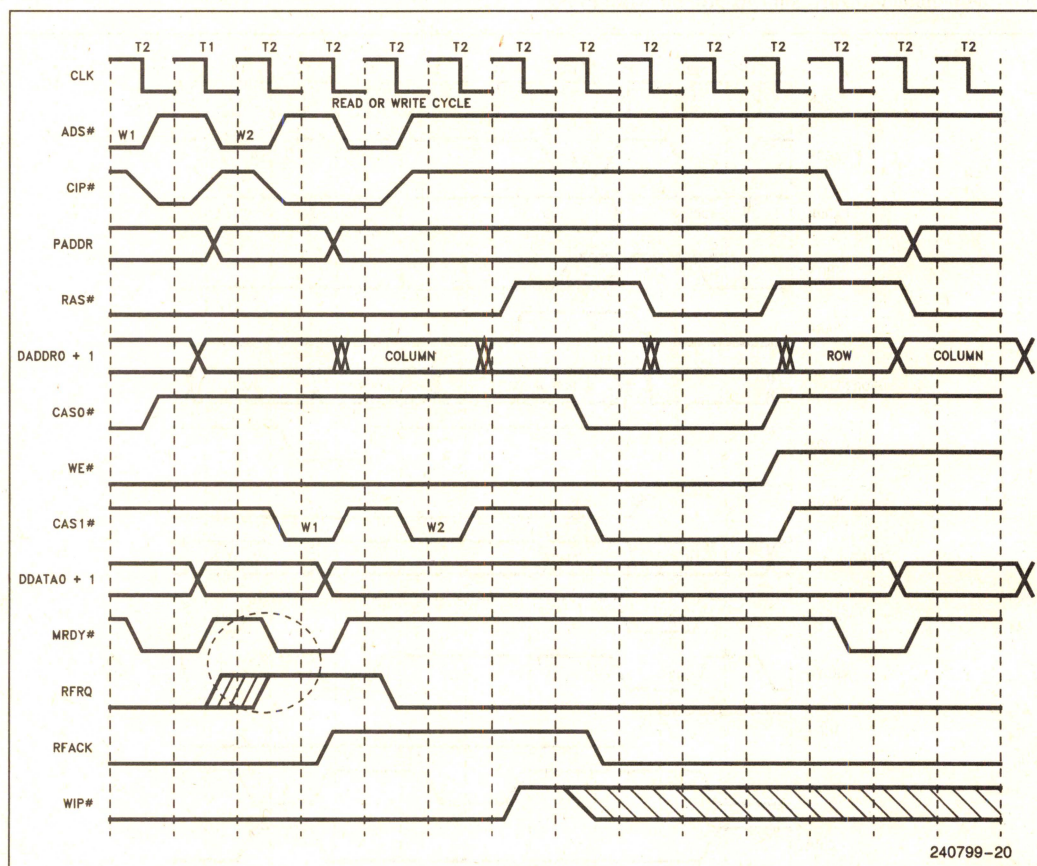 T2 T1 T2 T2 T2 T2 T2 T2 T2 T2 T2 T2 T2 T2
CLK
READ OR WRITE CYCLE
ADS# W1 W2
CIP#
PADDR
RAS#
DADDR0 + 1 COLUMN ROW COLUMN
CAS0#
WE#
CAS1# W1 W2
DDATA0 + 1
MRDY#
RFRQ
RFACK
WIP#
240799-20